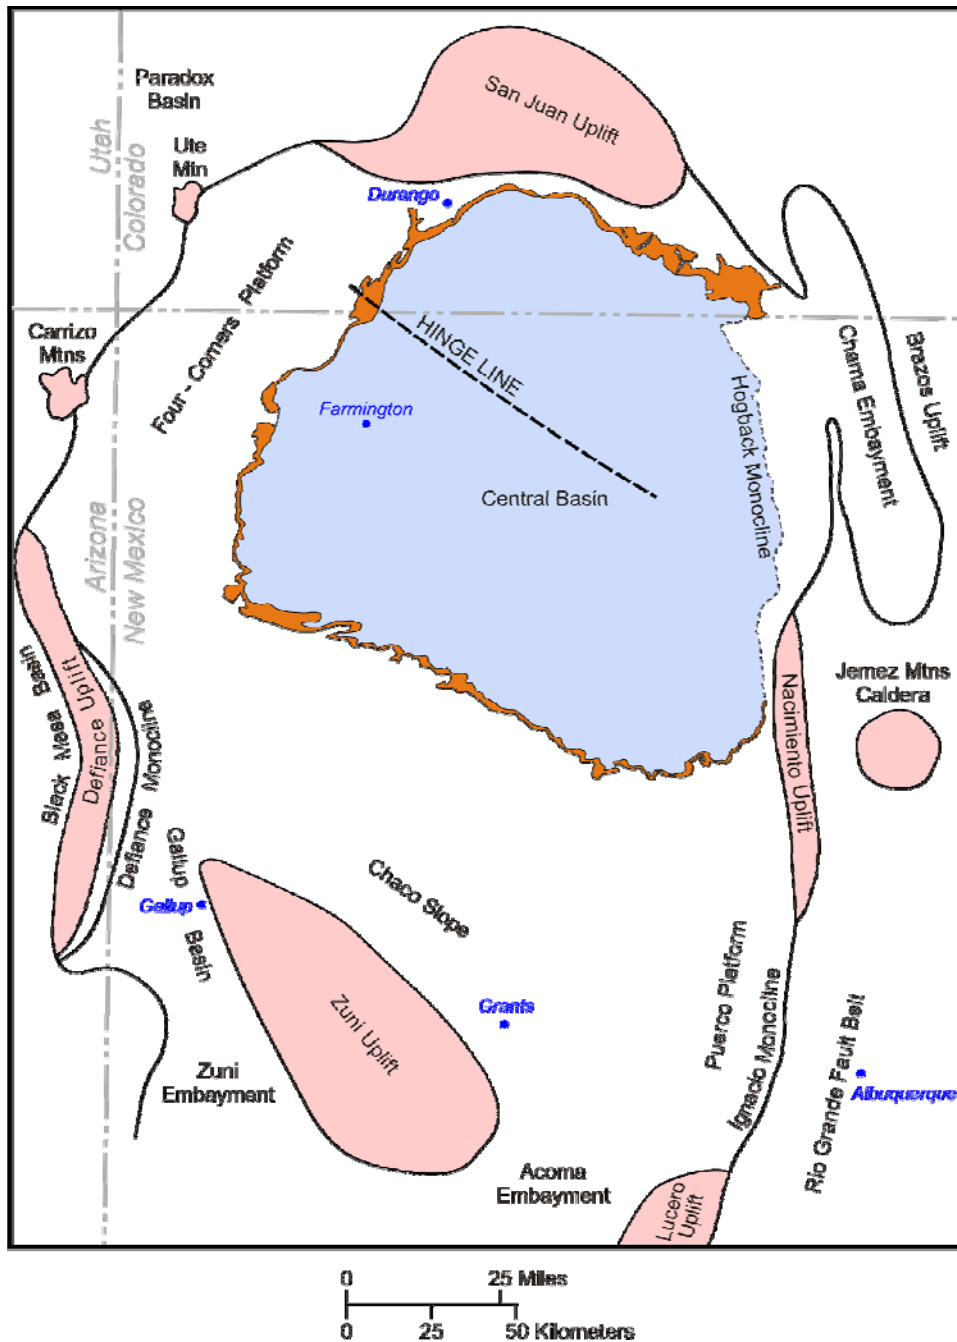 Paradox
Basin
San Juan Uplift
Utah
Colorado
Ute
Mtn
Durango
Four - Corners Platform
Carrizo
Mtns
HINGE LINE
Hogback Monocline
Chama Embayment
Brazos Uplift
Farmington
Central Basin
Arizona
New Mexico
Black Mesa Basin
Defiance Uplift
Defiance Monocline
Nacimiento Uplift
Jemez Mtns
Caldera
Gallup
Basin
Gallup
Chaco Slope
Zuni Uplift
Grants
Puerco Platform
Ignacio Monocline
Rio Grande Fault Belt
Albuquerque
Zuni
Embayment
Acoma
Embayment
Lucero
Uplift
0 25 Miles
0 25 50 Kilometers